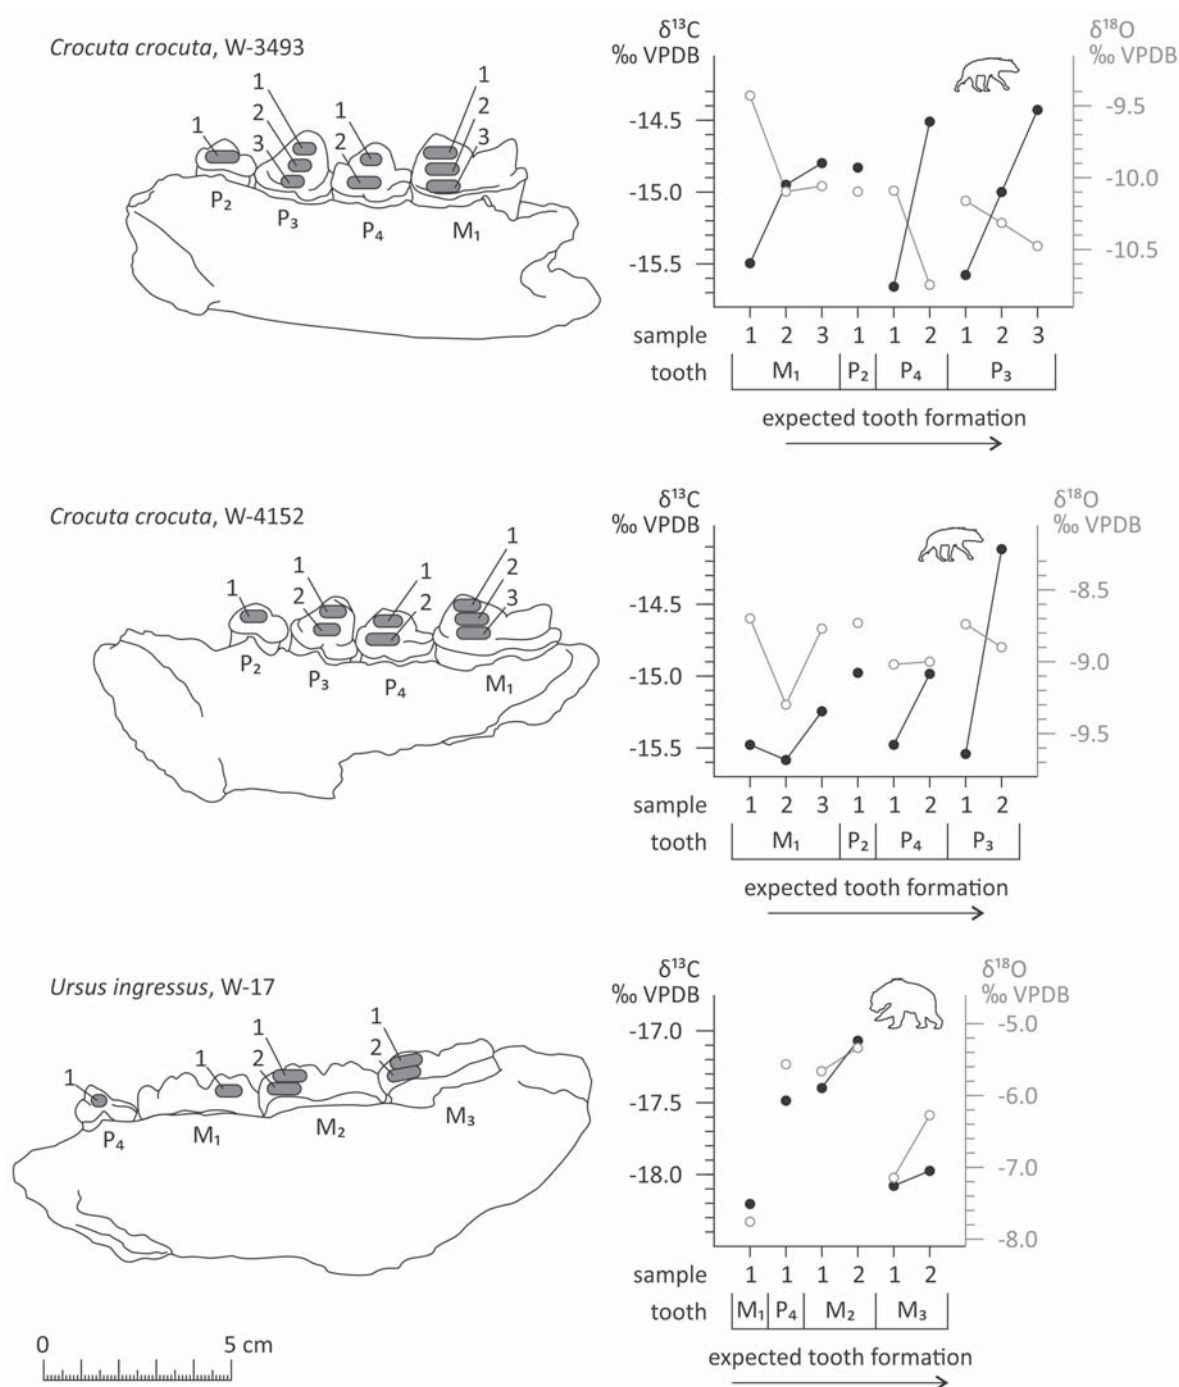 Crocuta crocuta, W-3493
1
2
3
1
2
1
2
3
1
P₂
P₃
P₄
M₁
δ¹³C
‰ VPDB
δ¹⁸O
‰ VPDB
-14.5
-15.0
-15.5
-9.5
-10.0
-10.5
sample 1 2 3 1 1 2 1 2 3
tooth M₁ P₂ P₄ P₃
expected tooth formation
Crocuta crocuta, W-4152
1
2
3
1
2
1
2
1
P₂
P₃
P₄
M₁
δ¹³C
‰ VPDB
δ¹⁸O
‰ VPDB
-14.5
-15.0
-15.5
-8.5
-9.0
-9.5
sample 1 2 3 1 1 2 1 2
tooth M₁ P₂ P₄ P₃
expected tooth formation
Ursus ingressus, W-17
1
2
1
2
1
1
P₄
M₁
M₂
M₃
0 5 cm
δ¹³C
‰ VPDB
δ¹⁸O
‰ VPDB
-17.0
-17.5
-18.0
-5.0
-6.0
-7.0
-8.0
sample 1 1 1 2 1 2
tooth M₁ P₄ M₂ M₃
expected tooth formation